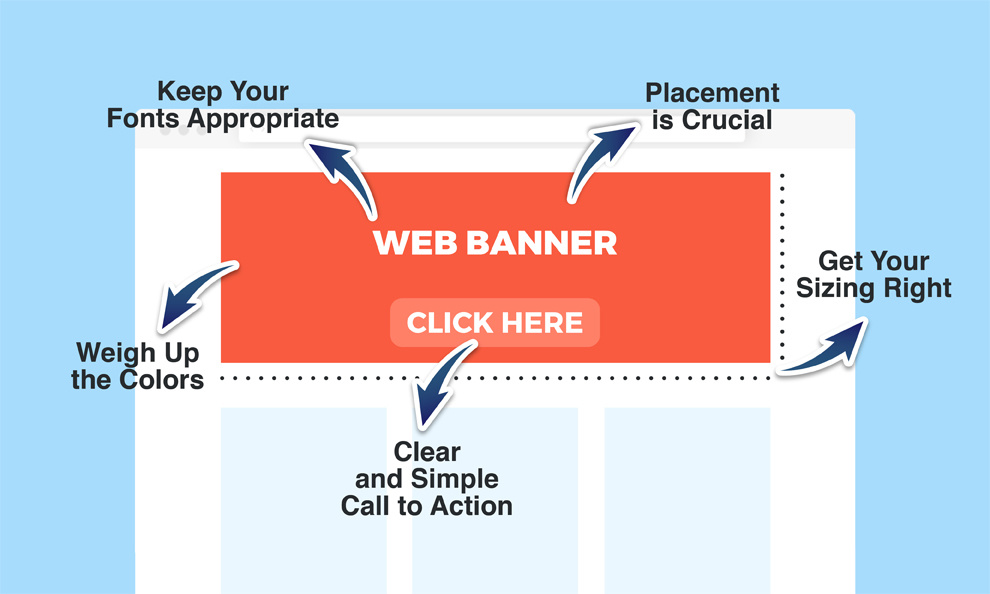 Keep Your
Fonts Appropriate
Placement
is Crucial
WEB BANNER
Get Your
Sizing Right
CLICK HERE
Weigh Up
the Colors
Clear
and Simple
Call to Action